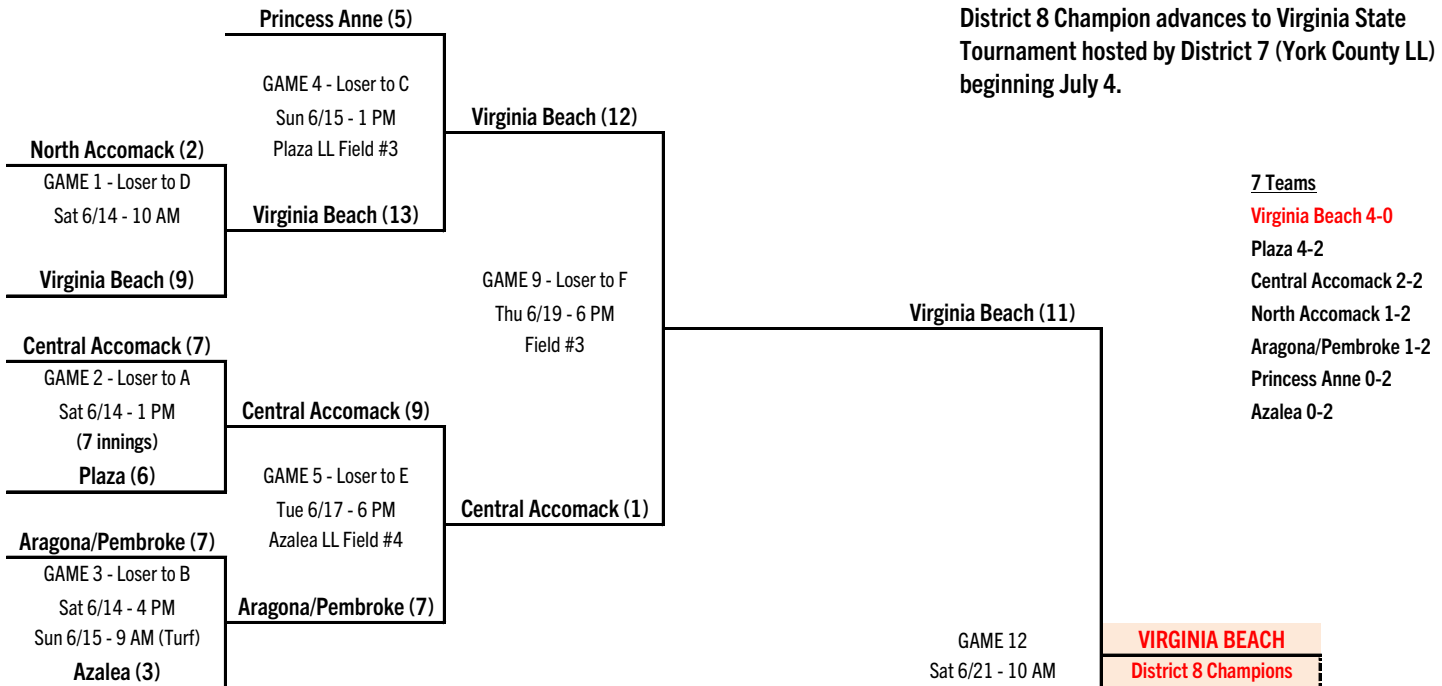 Princess Anne (5)
District 8 Champion advances to Virginia State
Tournament hosted by District 7 (York County LL)
beginning July 4.
GAME 4 - Loser to C
Sun 6/15 - 1 PM
Plaza LL Field #3
Virginia Beach (12)
North Accomack (2)
GAME 1 - Loser to D
Sat 6/14 - 10 AM
Virginia Beach (13)
Virginia Beach (9)
7 Teams
Virginia Beach 4-0
Plaza 4-2
Central Accomack 2-2
North Accomack 1-2
Aragona/Pembroke 1-2
Princess Anne 0-2
Azalea 0-2
GAME 9 - Loser to F
Thu 6/19 - 6 PM
Field #3
Virginia Beach (11)
Central Accomack (7)
GAME 2 - Loser to A
Sat 6/14 - 1 PM
(7 innings)
Plaza (6)
Central Accomack (9)
GAME 5 - Loser to E
Tue 6/17 - 6 PM
Azalea LL Field #4
Central Accomack (1)
Aragona/Pembroke (7)
GAME 3 - Loser to B
Sat 6/14 - 4 PM
Sun 6/15 - 9 AM (Turf)
Azalea (3)
Aragona/Pembroke (7)
GAME 12
Sat 6/21 - 10 AM
VIRGINIA BEACH
District 8 Champions